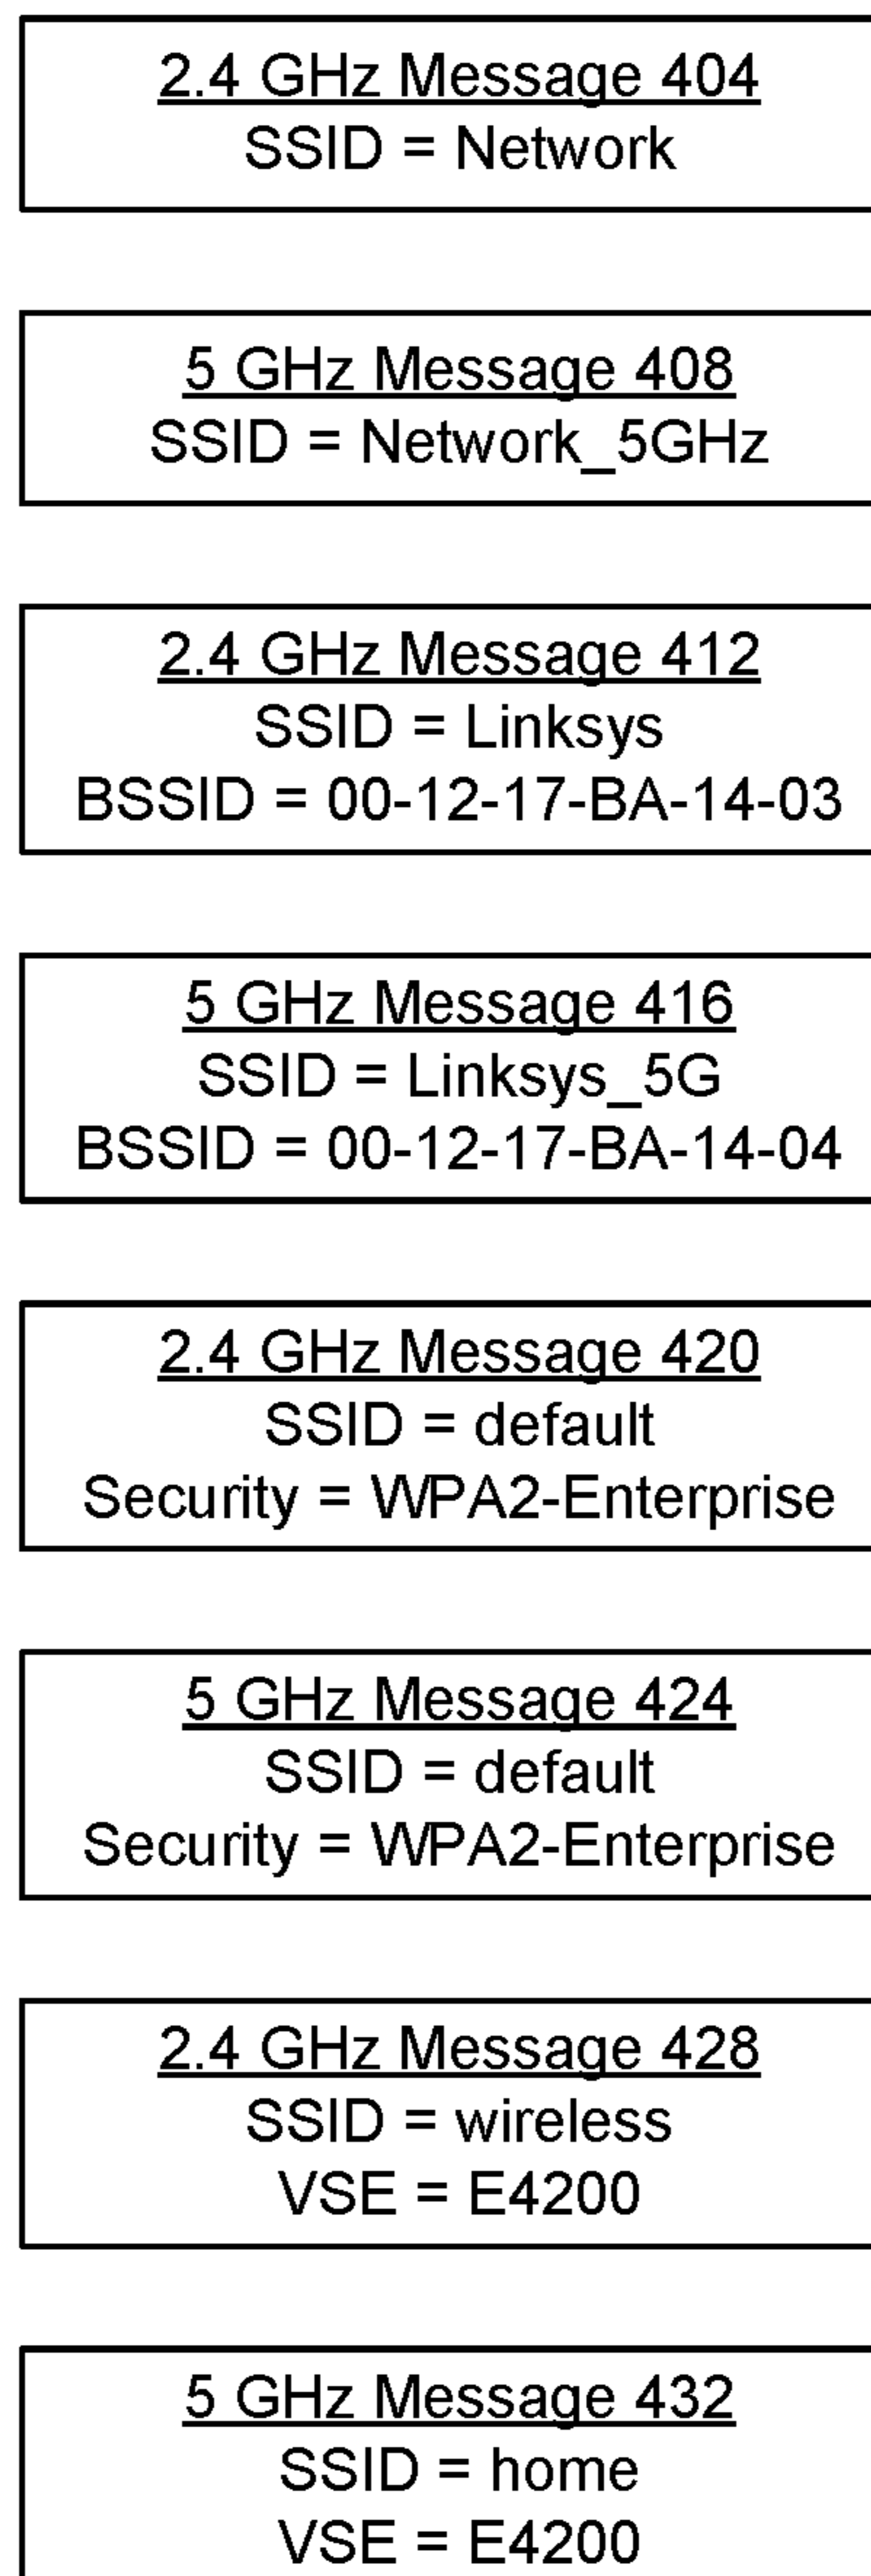 2.4 GHz Message 404
SSID = Network
5 GHz Message 408
SSID = Network_5GHz
2.4 GHz Message 412
SSID = Linksys
BSSID = 00-12-17-BA-14-03
5 GHz Message 416
SSID = Linksys_5G
BSSID = 00-12-17-BA-14-04
2.4 GHz Message 420
SSID = default
Security = WPA2-Enterprise
5 GHz Message 424
SSID = default
Security = WPA2-Enterprise
2.4 GHz Message 428
SSID = wireless
VSE = E4200
5 GHz Message 432
SSID = home
VSE = E4200